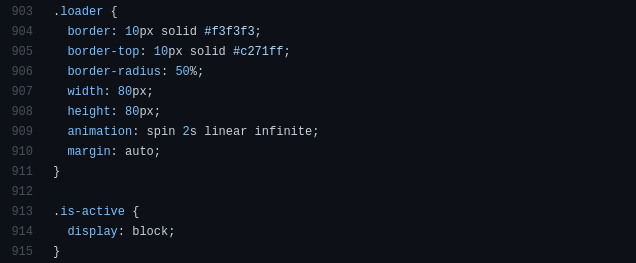 903 .loader {
904   border: 10px solid #f3f3f3;
905   border-top: 10px solid #c271ff;
906   border-radius: 50%;
907   width: 80px;
908   height: 80px;
909   animation: spin 2s linear infinite;
910   margin: auto;
911 }
912
913 .is-active {
914   display: block;
915 }